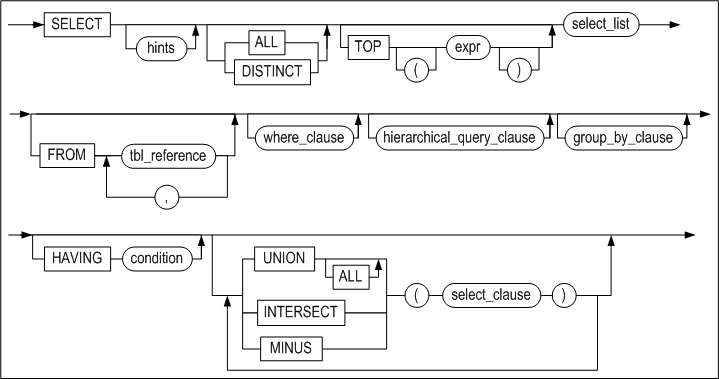 SELECT hints ALL DISTINCT TOP ( expr ) select_list
FROM tbl_reference , where_clause hierarchical_query_clause group_by_clause
HAVING condition UNION ALL INTERSECT MINUS ( select_clause )